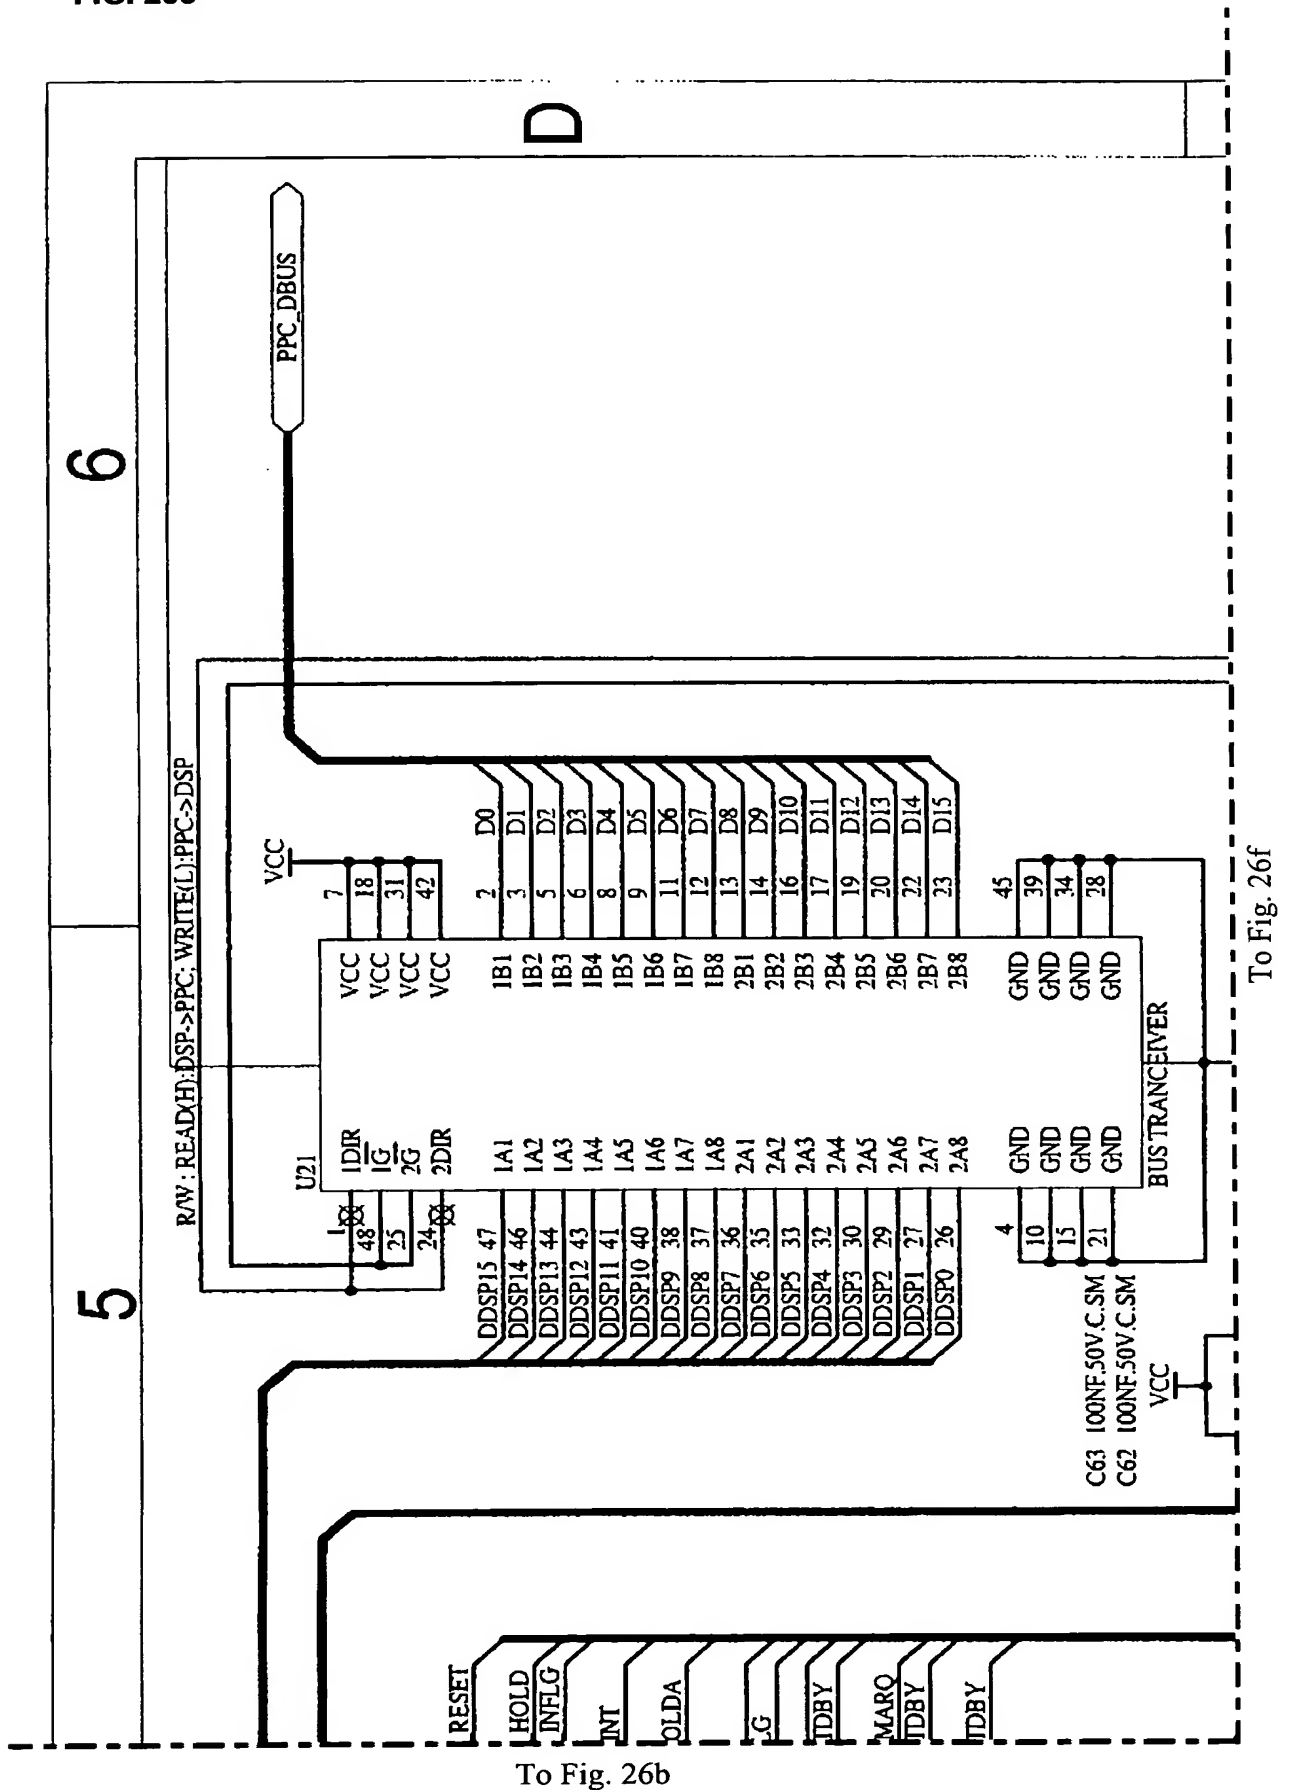 D
6
5
PPC_DBUS
R/W : READ(H):DSP->PPC; WRITE(L):PPC->DSP
VCC
7 VCC
18 VCC
31 VCC
42 VCC
D0 2 1B1
D1 3 1B2
D2 5 1B3
D3 6 1B4
D4 8 1B5
D5 9 1B6
D6 11 1B7
D7 12 1B8
D8 13 2B1
D9 14 2B2
D10 16 2B3
D11 17 2B4
D12 19 2B5
D13 20 2B6
D14 22 2B7
D15 23 2B8
45 GND
39 GND
34 GND
28 GND
U21
1 1DIR
48 1G
25 2G
24 2DIR
DDSP15 47 1A1
DDSP14 46 1A2
DDSP13 44 1A3
DDSP12 43 1A4
DDSP11 41 1A5
DDSP10 40 1A6
DDSP9 38 1A7
DDSP8 37 1A8
DDSP7 36 2A1
DDSP6 35 2A2
DDSP5 33 2A3
DDSP4 32 2A4
DDSP3 30 2A5
DDSP2 29 2A6
DDSP1 27 2A7
DDSP0 26 2A8
4 GND
10 GND
15 GND
21 GND
BUS TRANCEIVER
C63 100NF.50V.C.SM
C62 100NF.50V.C.SM
VCC
RESET
HOLD
INFLG
INT
OLDA
G
TDBY
MARQ
TDBY
TDBY
To Fig. 26f
To Fig. 26b